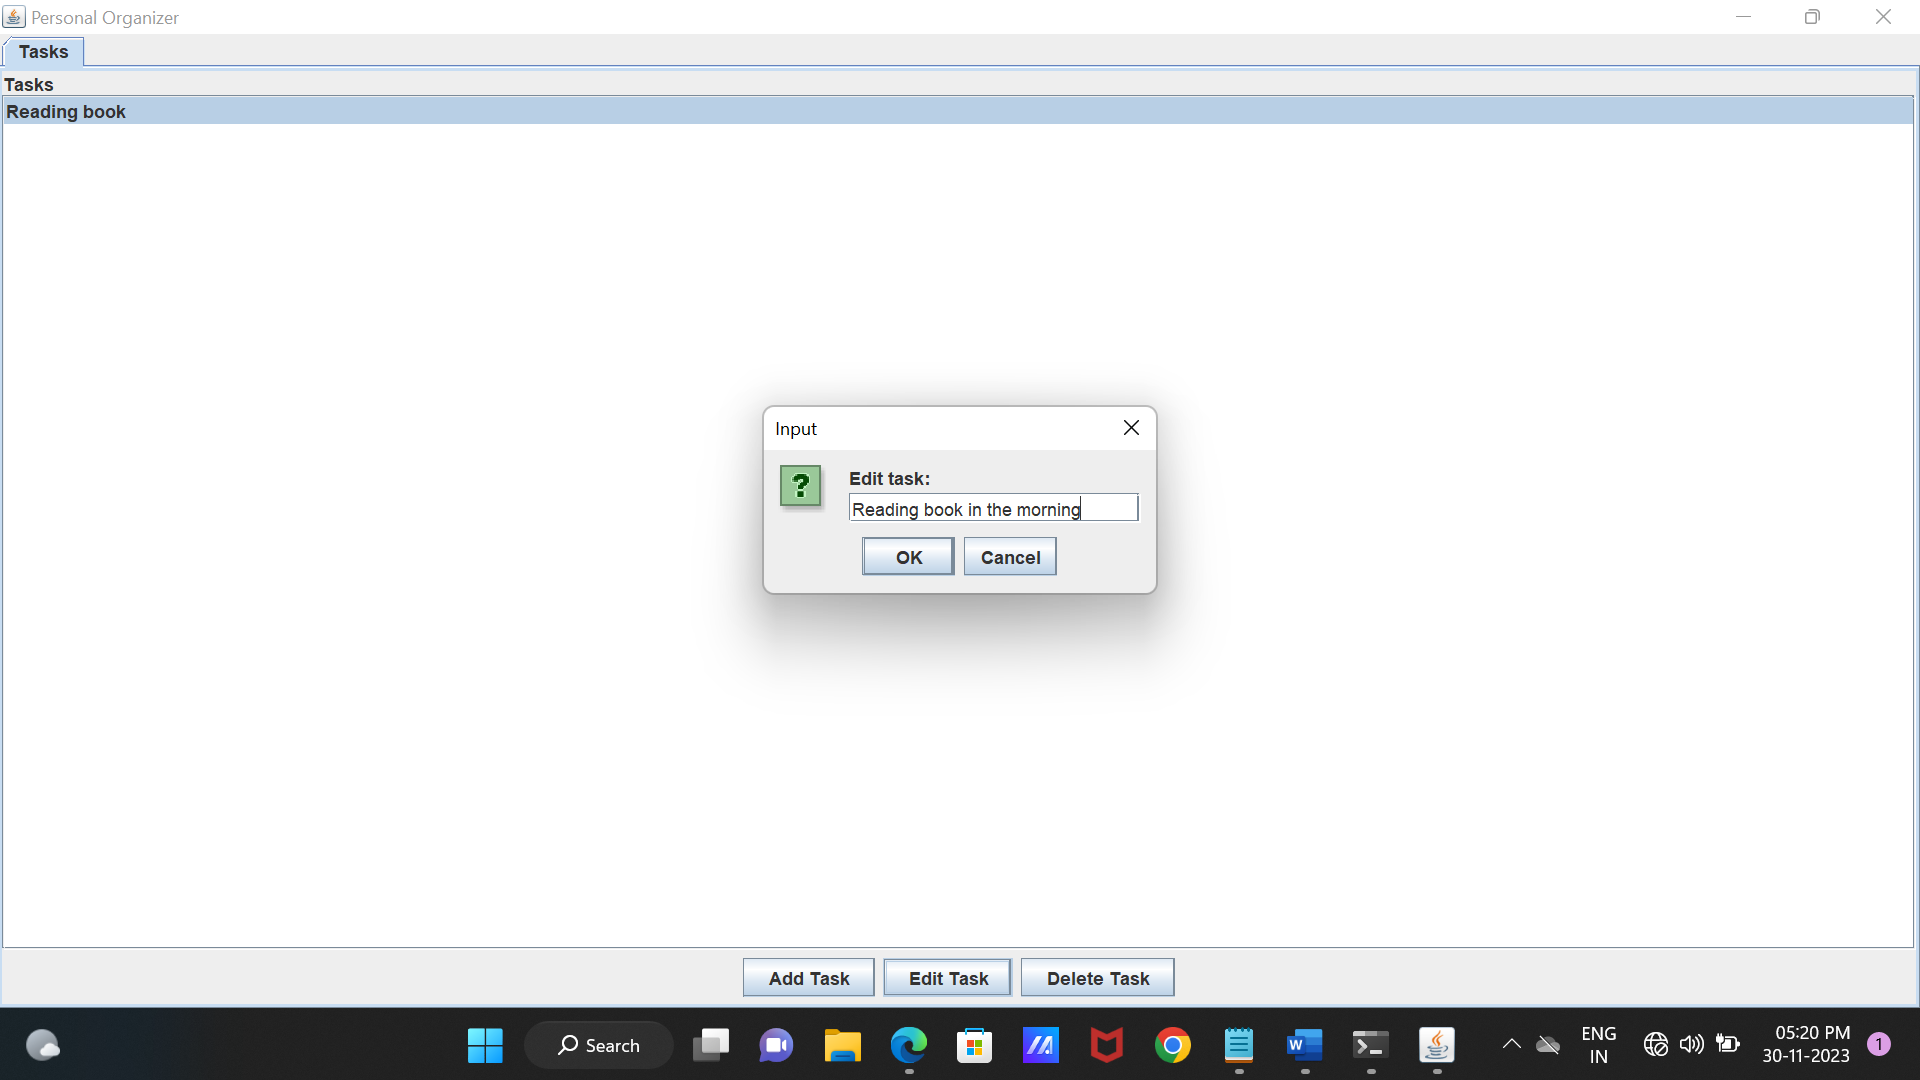 Personal Organizer
Tasks
Tasks
Reading book
Input
?
Edit task:
Reading book in the morning
OK Cancel
Add Task Edit Task Delete Task
Search
W
ENG
IN
05:20 PM
30-11-2023
1